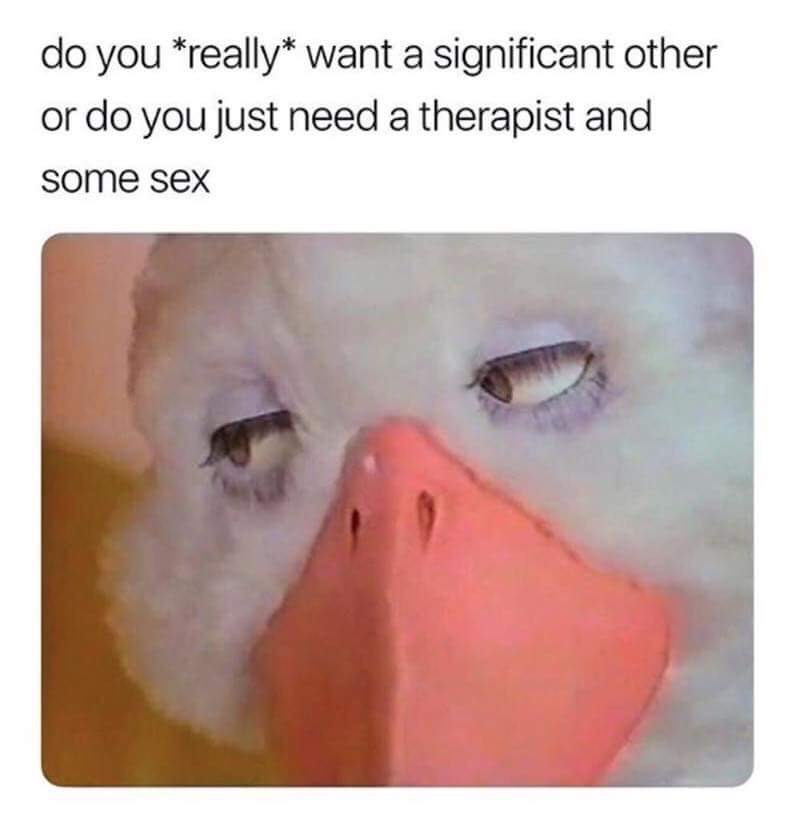 do you *really* want a significant other
or do you just need a therapist and
some sex